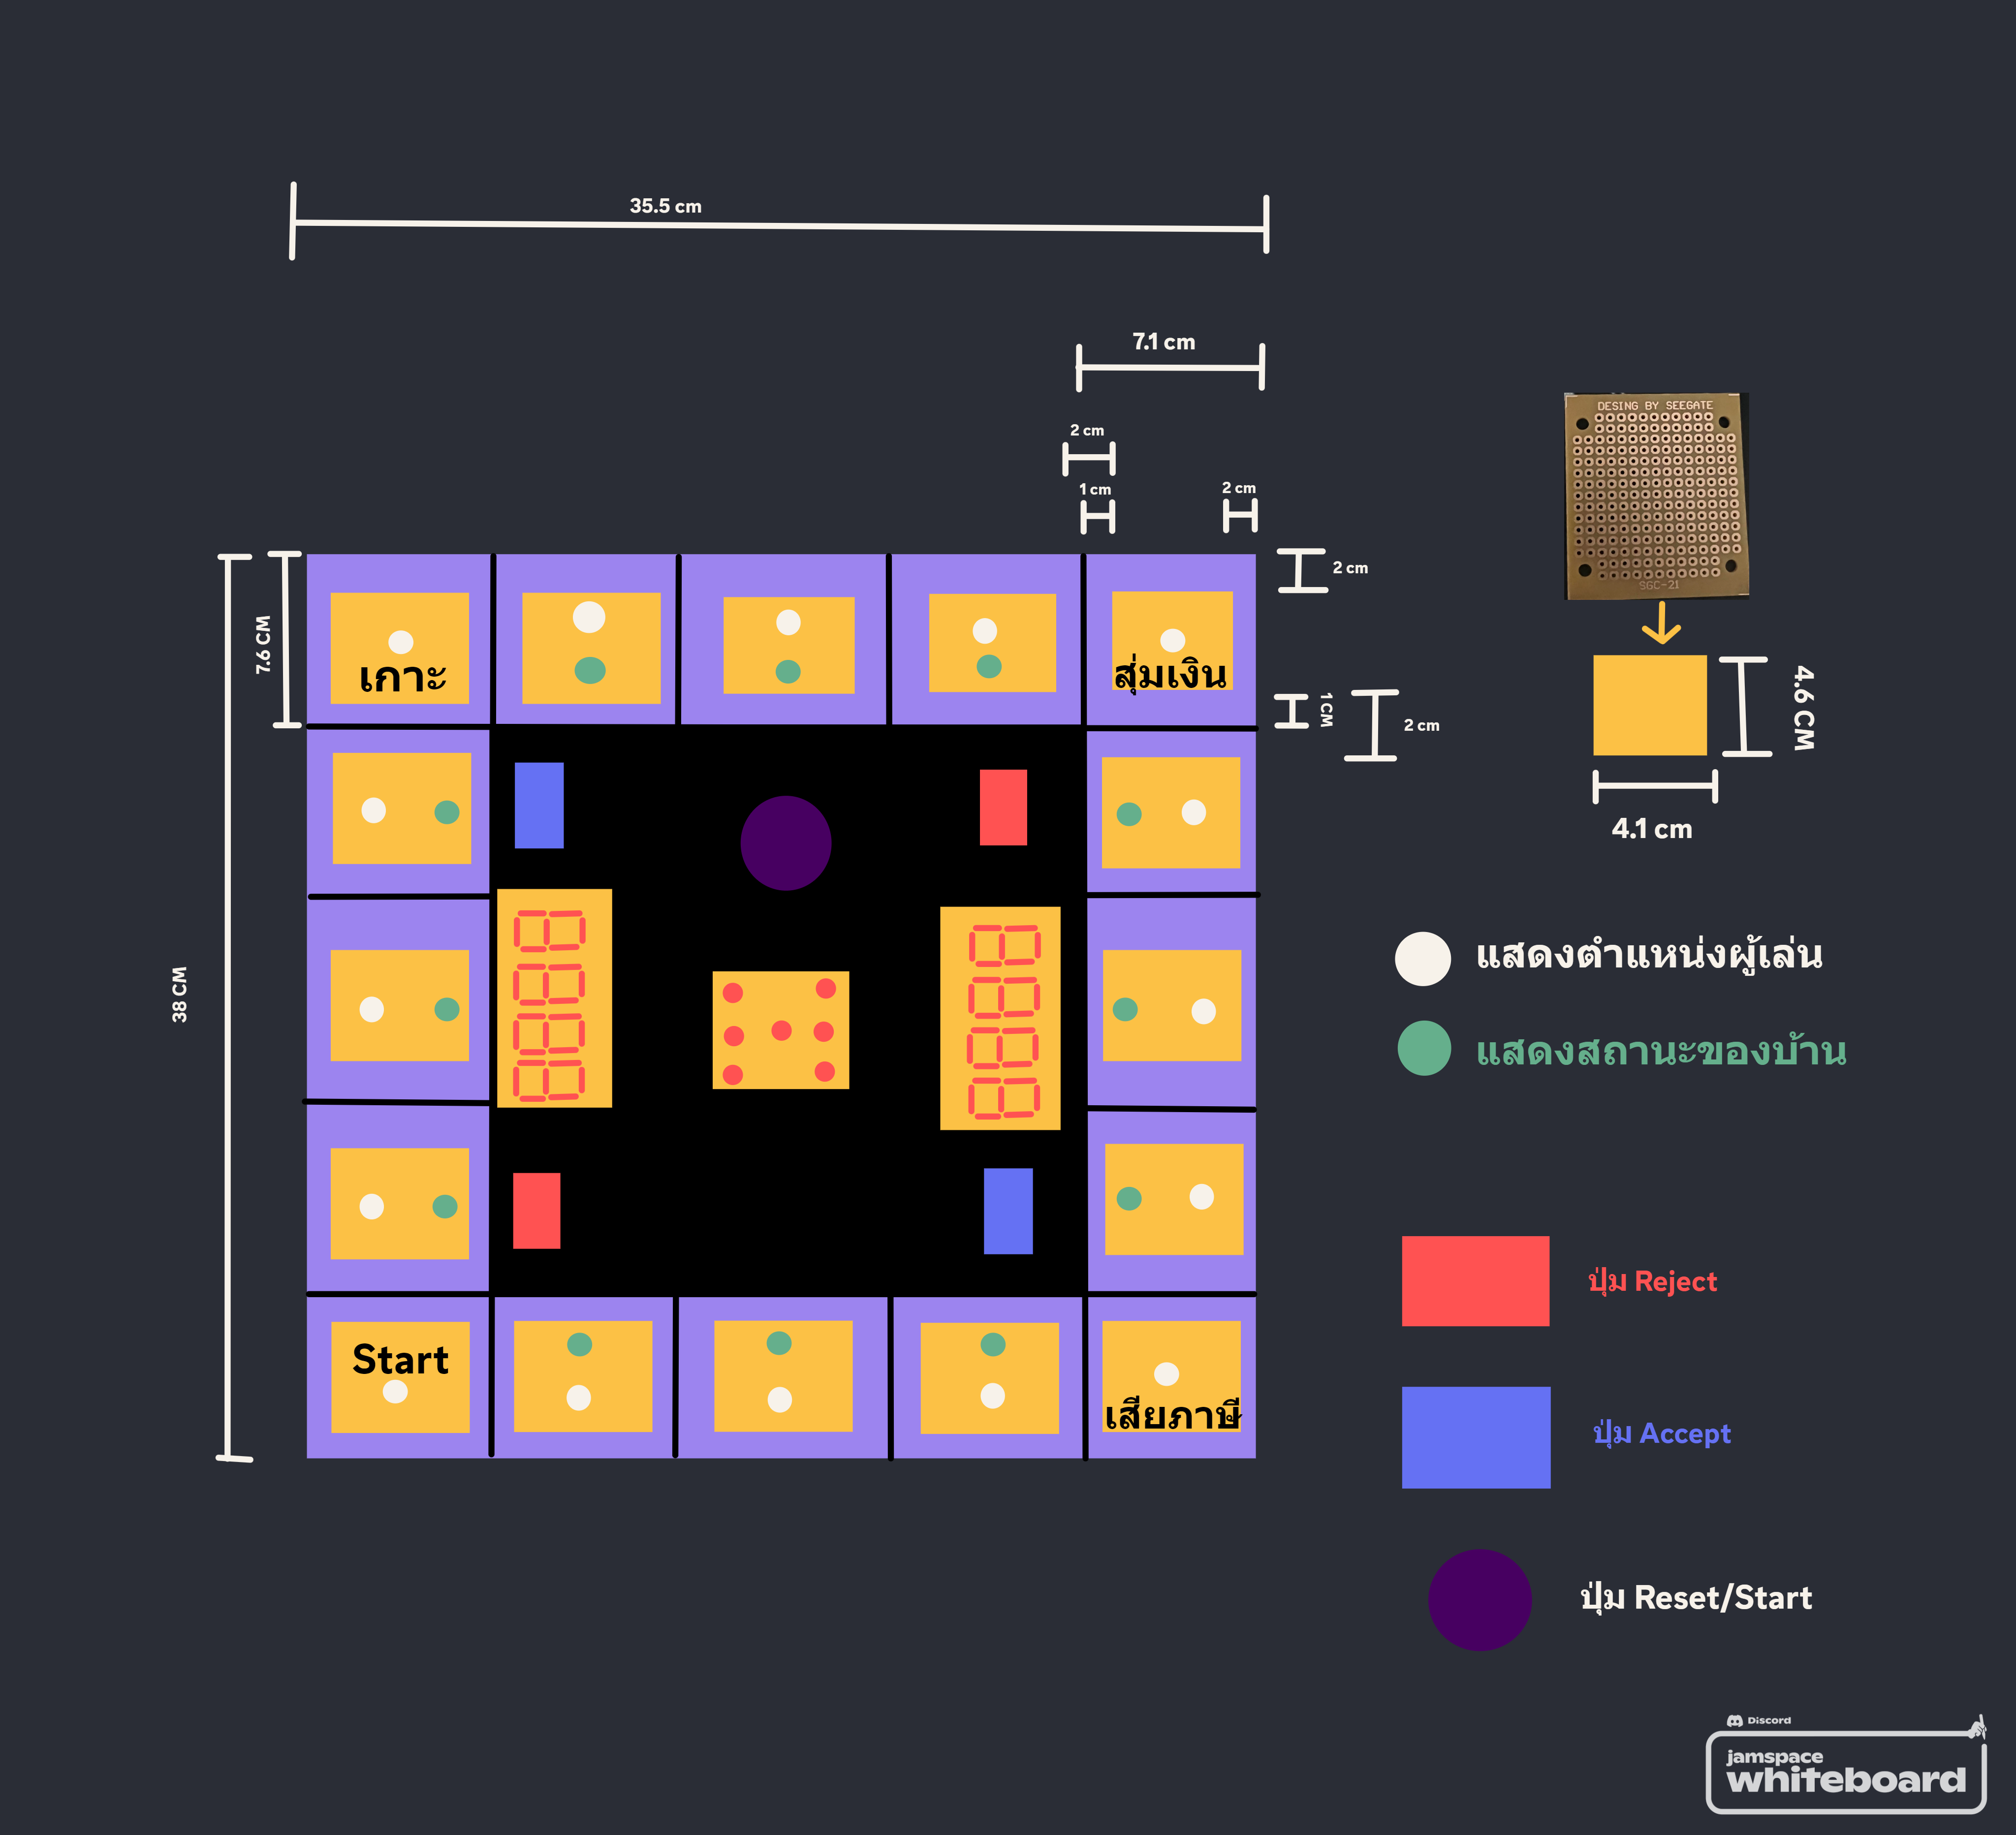 35.5 cm
7.1 cm
2 cm
1 cm
2 cm
DESING BY SEEGATE
SGC-21
2 cm
7.6 CM
เกาะ
สุ่มเงิน
1 CM
2 cm
4.6 CM
4.1 cm
38 CM
แสดงตำแหน่งผู้เล่น
แสดงสถานะของบ้าน
ปุ่ม Reject
Start
เสียภาษี
ปุ่ม Accept
ปุ่ม Reset/Start
Discord
jamspace
whiteboard